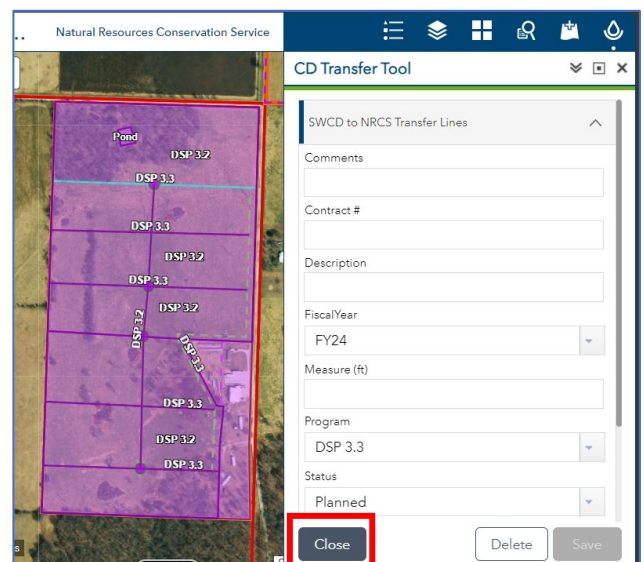 .. Natural Resources Conservation Service
CD Transfer Tool
SWCD to NRCS Transfer Lines
Comments
Contract #
Description
FiscalYear
FY24
Measure (ft)
Program
DSP 3.3
Status
Planned
Close
Delete
Save
Pond
DSP 3.2
DSP 3.3
DSP 3.3
DSP 3.2
DSP 3.3
DSP 3.2
DSP 3.2
DSP 3.3
DSP 3.3
DSP 3.2
DSP 3.3
s